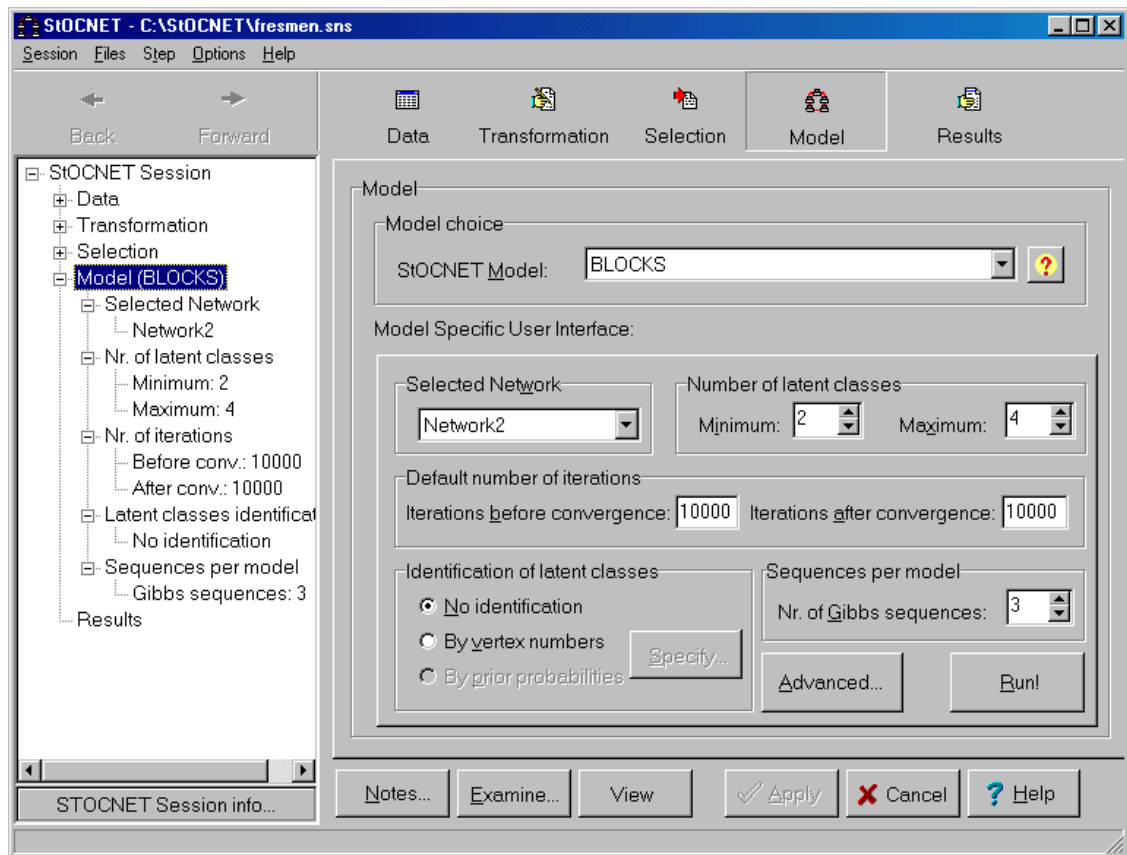 StOCNET - C:\StOCNET\fresmen.sns
Session Files Step Options Help
Back Forward Data Transformation Selection Model Results
StOCNET Session
Data
Transformation
Selection
Model (BLOCKS)
Selected Network
Network2
Nr. of latent classes
Minimum: 2
Maximum: 4
Nr. of iterations
Before conv.: 10000
After conv.: 10000
Latent classes identificat
No identification
Sequences per model
Gibbs sequences: 3
Results
STOCNET Session info...
Model
Model choice
StOCNET Model: BLOCKS ?
Model Specific User Interface:
Selected Network
Network2
Number of latent classes
Minimum: 2 Maximum: 4
Default number of iterations
Iterations before convergence: 10000 Iterations after convergence: 10000
Identification of latent classes
No identification
By vertex numbers
By prior probabilities
Specify...
Sequences per model
Nr. of Gibbs sequences: 3
Advanced... Run!
Notes... Examine... View Apply Cancel ? Help